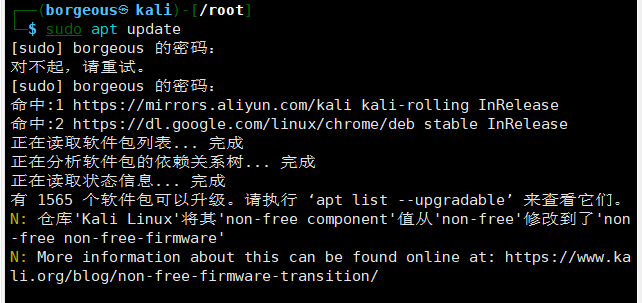 ┌──(borgeous㉿kali)-[/root]
└─$ sudo apt update
[sudo] borgeous 的密码:
对不起，请重试。
[sudo] borgeous 的密码:
命中:1 https://mirrors.aliyun.com/kali kali-rolling InRelease
命中:2 https://dl.google.com/linux/chrome/deb stable InRelease
正在读取软件包列表... 完成
正在分析软件包的依赖关系树... 完成
正在读取状态信息... 完成
有 1565 个软件包可以升级。请执行 ‘apt list --upgradable’ 来查看它们。
N: 仓库'Kali Linux'将其'non-free component'值从'non-free'修改到了'non
-free non-free-firmware'
N: More information about this can be found online at: https://www.ka
li.org/blog/non-free-firmware-transition/